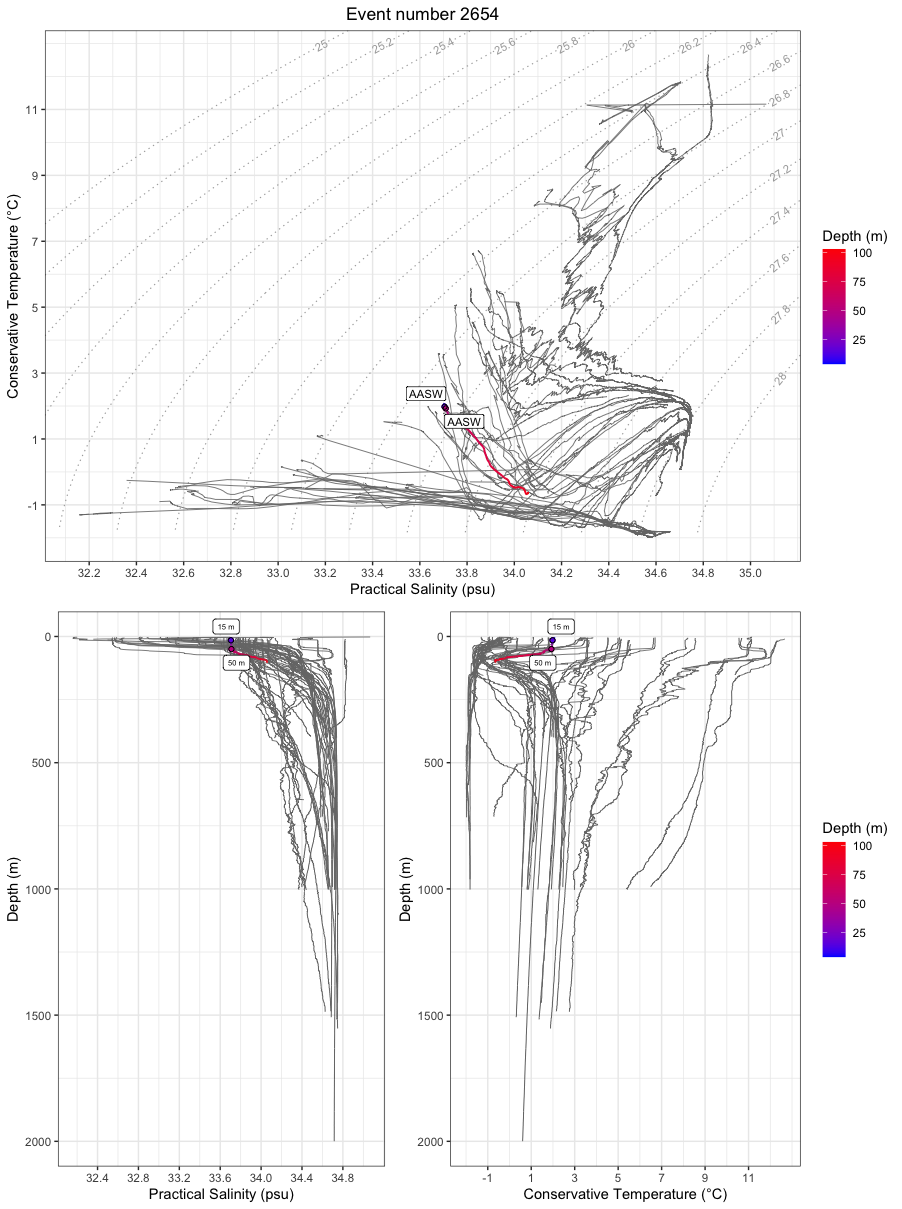 Event number 2654
25
25.2
25.4
25.6
25.8
26
26.2
26.4
26.6
26.8
27
27.2
27.4
27.6
27.8
28
11
9
7
5
3
1
-1
Conservative Temperature (°C)
AASW
AASW
32.2 32.4 32.6 32.8 33.0 33.2 33.4 33.6 33.8 34.0 34.2 34.4 34.6 34.8 35.0
Practical Salinity (psu)
Depth (m)
100
75
50
25
15 m
50 m
0
500
1000
1500
2000
Depth (m)
32.4 32.8 33.2 33.6 34.0 34.4 34.8
Practical Salinity (psu)
15 m
50 m
0
500
1000
1500
2000
Depth (m)
-1 1 3 5 7 9 11
Conservative Temperature (°C)
Depth (m)
100
75
50
25